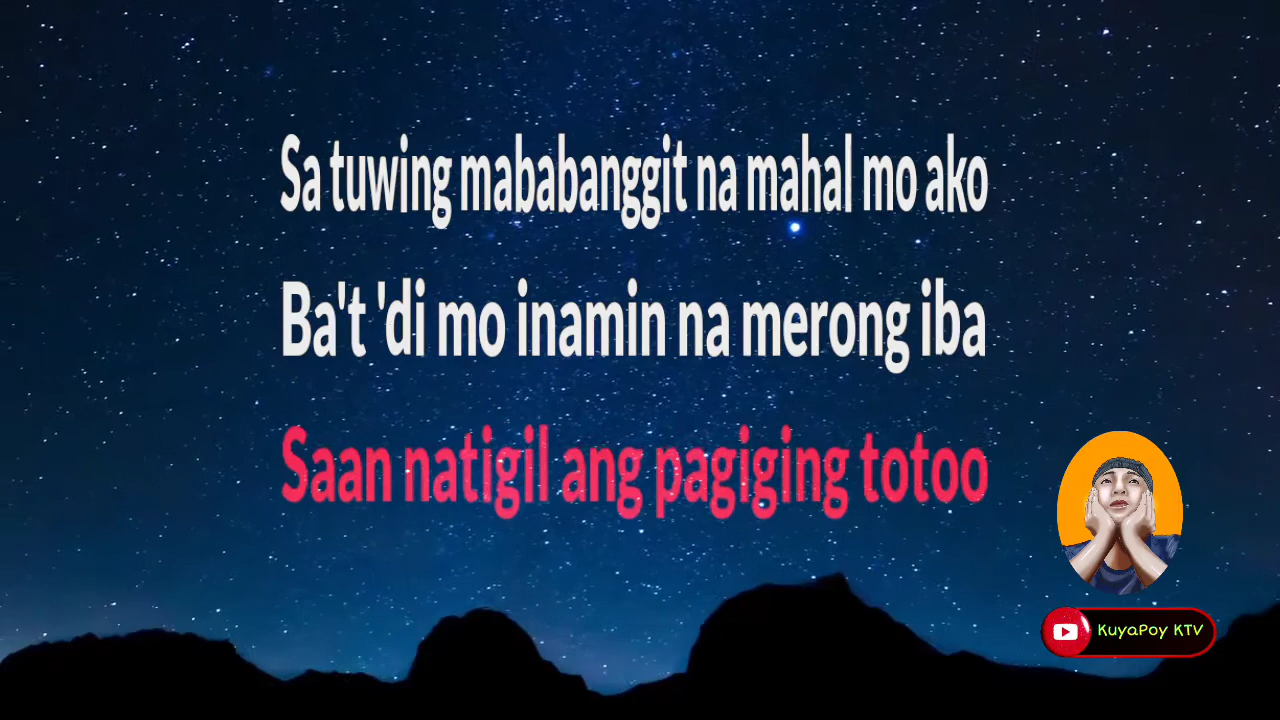 Sa tuwing mababanggit na mahal mo ako
Ba't 'di mo inamin na merong iba
Saan natigil ang pagiging totoo
KuyaPoy KTV